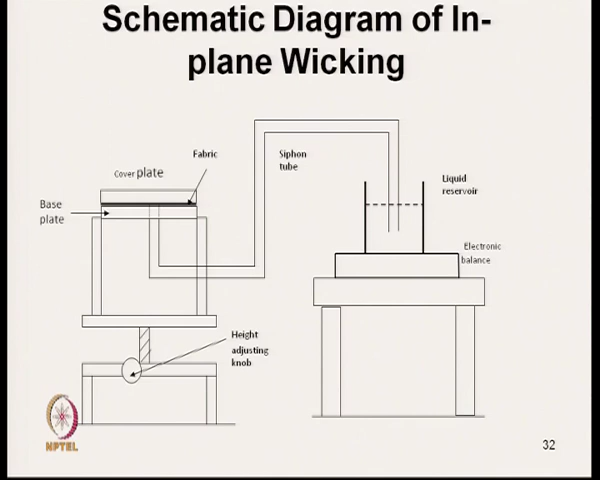 Schematic Diagram of In-
plane Wicking
Fabric
Cover plate
Siphon
tube
Liquid
reservoir
Base
plate
Electronic
balance
Height
adjusting
knob
NPTEL
32